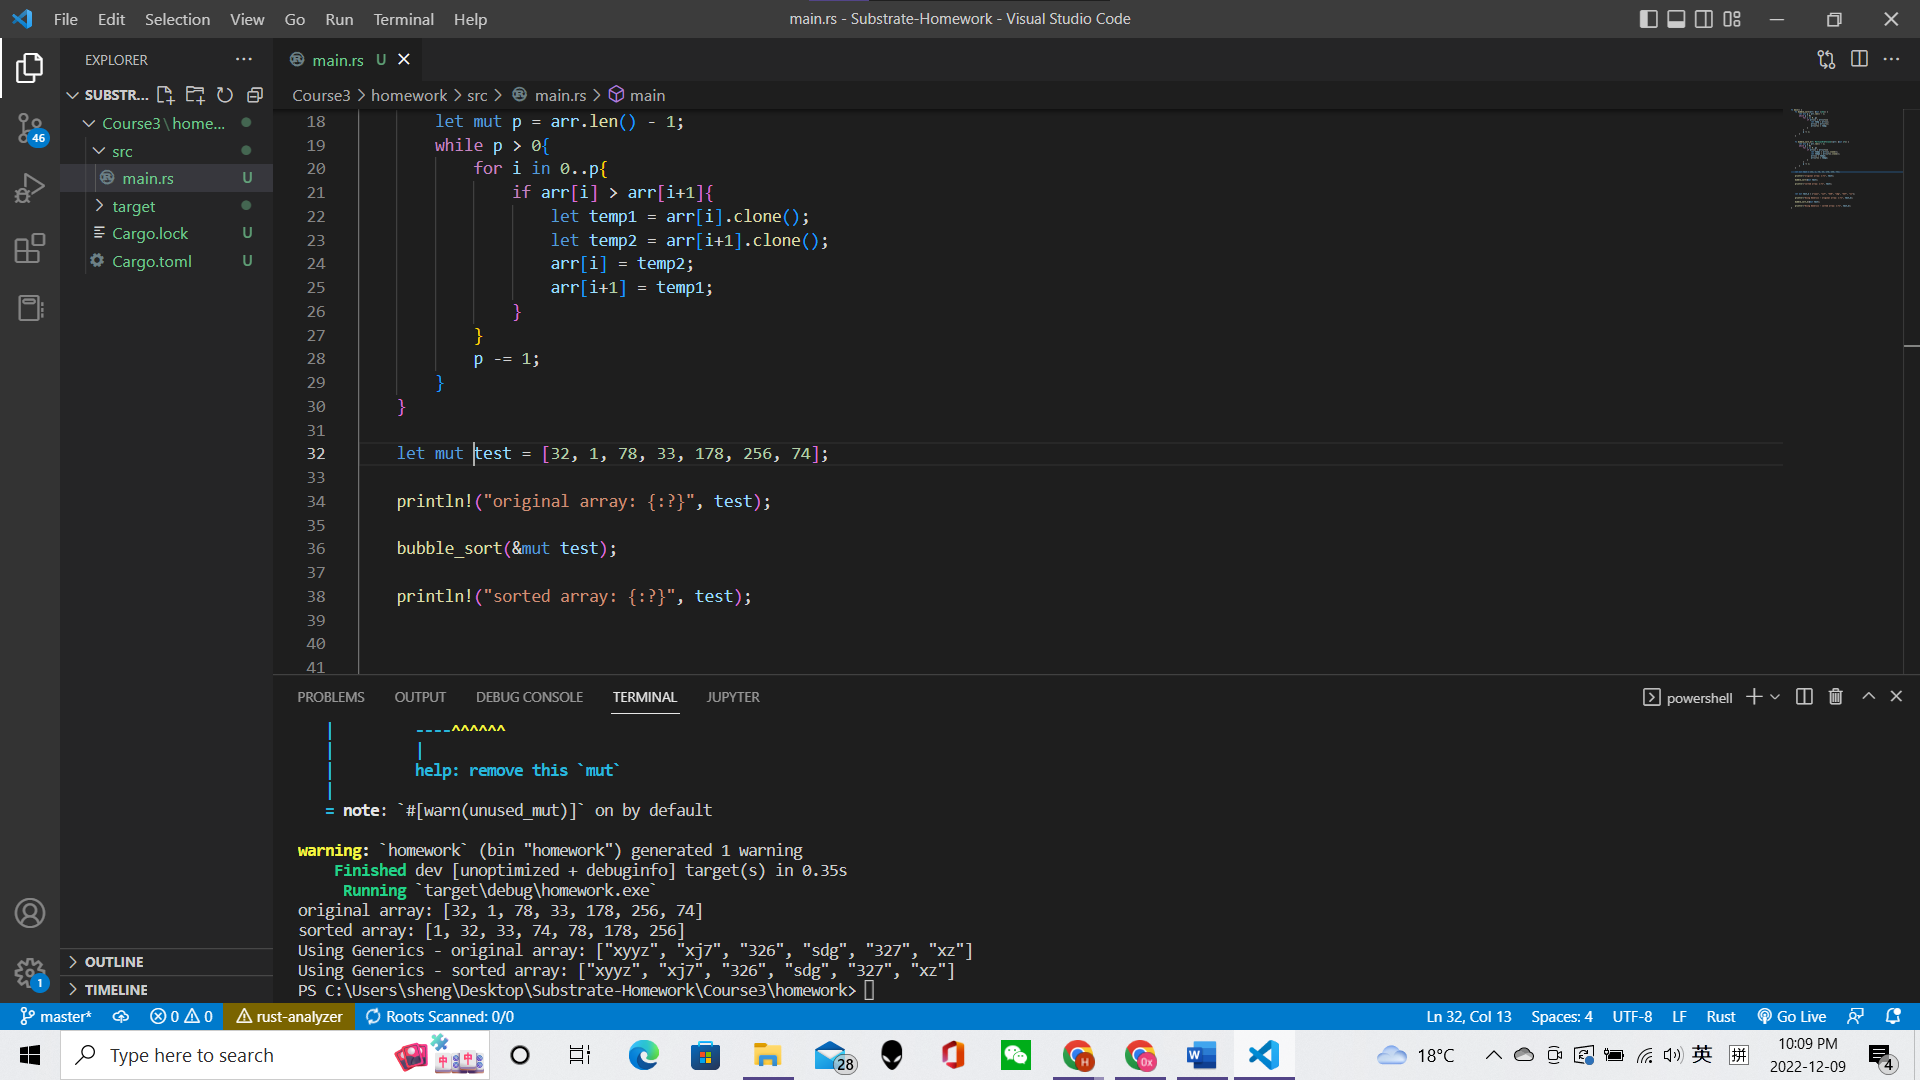 File Edit Selection View Go Run Terminal Help
main.rs - Substrate-Homework - Visual Studio Code
EXPLORER
SUBSTR...
Course3\home...
src
main.rs U
target
Cargo.lock U
Cargo.toml U
OUTLINE
TIMELINE
46
1
main.rs U
Course3 > homework > src > main.rs > main
18 let mut p = arr.len() - 1;
19 while p > 0{
20 for i in 0..p{
21 if arr[i] > arr[i+1]{
22 let temp1 = arr[i].clone();
23 let temp2 = arr[i+1].clone();
24 arr[i] = temp2;
25 arr[i+1] = temp1;
26 }
27 }
28 p -= 1;
29 }
30 }
31
32 let mut test = [32, 1, 78, 33, 178, 256, 74];
33
34 println!("original array: {:?}", test);
35
36 bubble_sort(&mut test);
37
38 println!("sorted array: {:?}", test);
39
40
41
PROBLEMS OUTPUT DEBUG CONSOLE TERMINAL JUPYTER
powershell
| ----^^^^^^
| |
| help: remove this `mut`
|
= note: `#[warn(unused_mut)]` on by default
warning: `homework` (bin "homework") generated 1 warning
Finished dev [unoptimized + debuginfo] target(s) in 0.35s
Running `target\debug\homework.exe`
original array: [32, 1, 78, 33, 178, 256, 74]
sorted array: [1, 32, 33, 74, 78, 178, 256]
Using Generics - original array: ["xyyz", "xj7", "326", "sdg", "327", "xz"]
Using Generics - sorted array: ["xyyz", "xj7", "326", "sdg", "327", "xz"]
PS C:\Users\sheng\Desktop\Substrate-Homework\Course3\homework>
master* 0 0 rust-analyzer Roots Scanned: 0/0 Ln 32, Col 13 Spaces: 4 UTF-8 LF Rust Go Live
Type here to search 28 18°C 英 拼 10:09 PM
2022-12-09 4